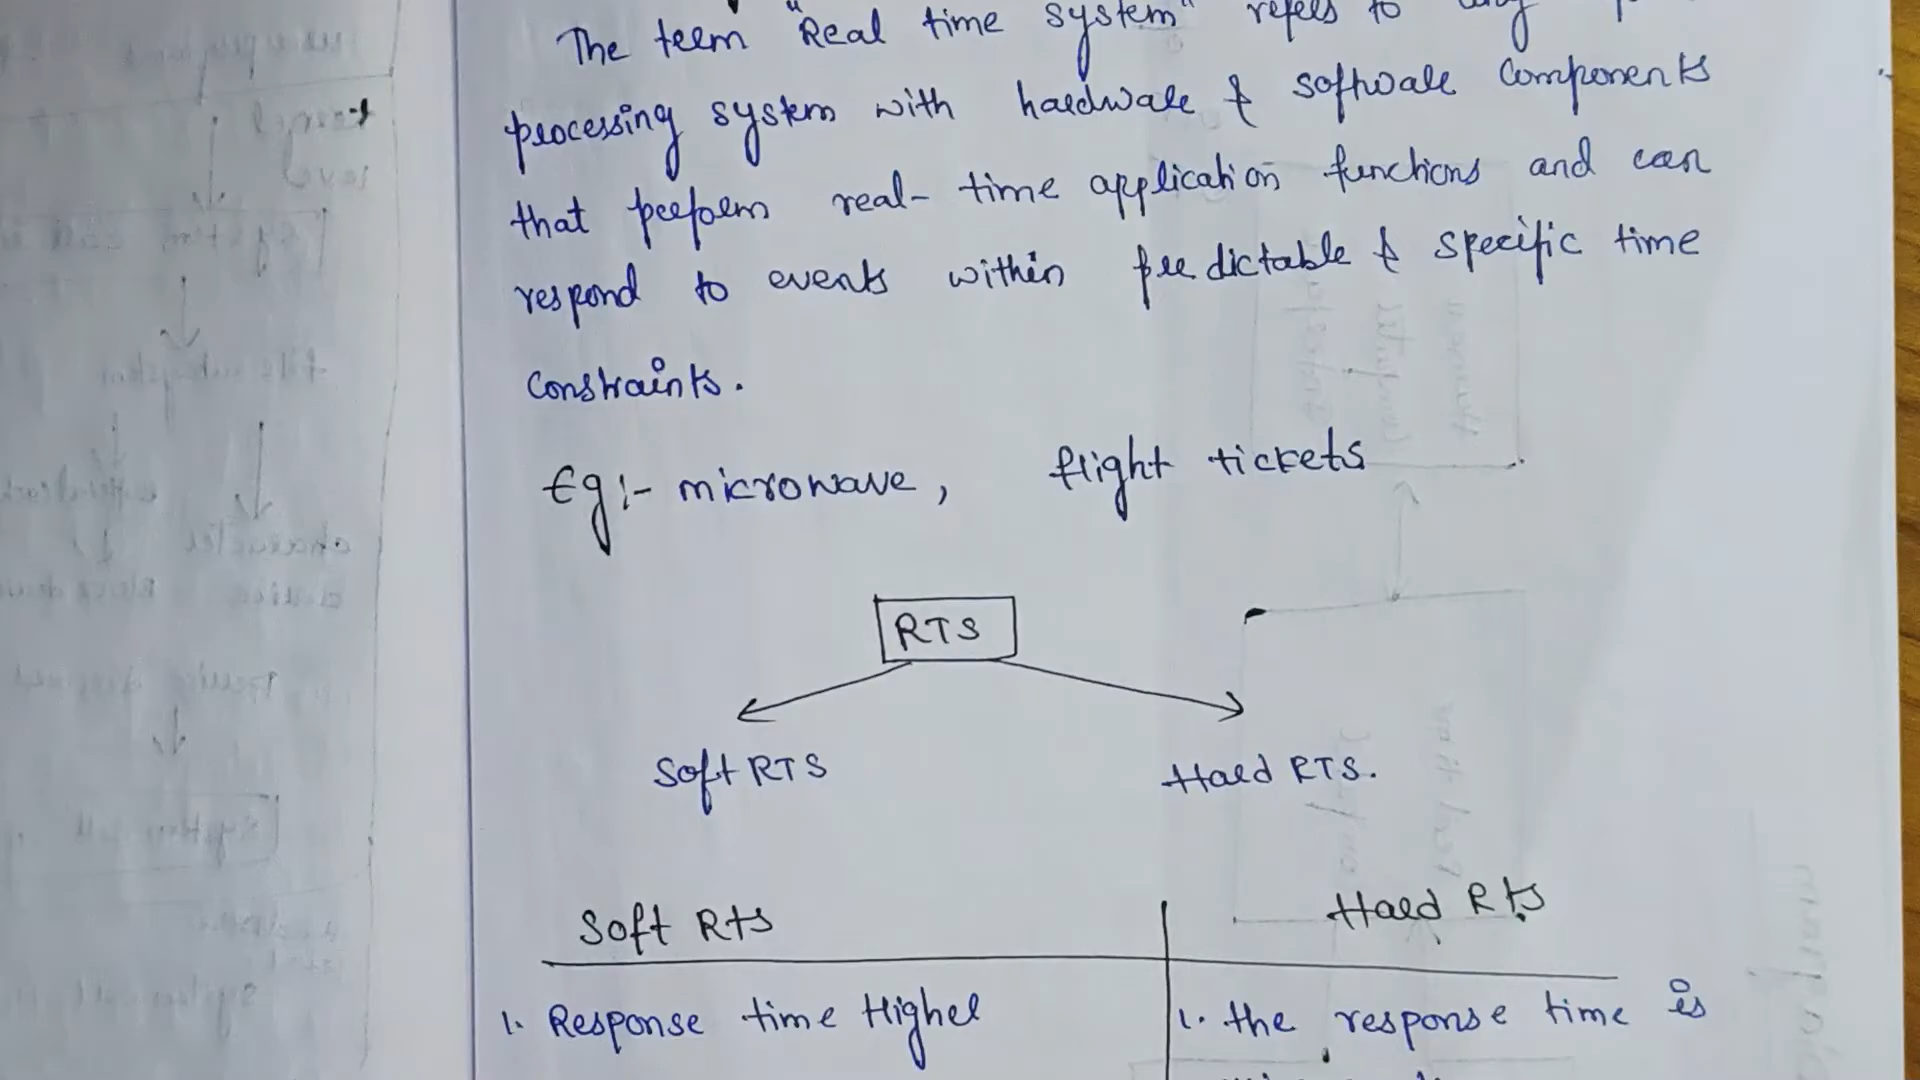 The term "Real time system" refers to any
processing system with hardware & software components
that perform real-time application functions and can
respond to events within predictable & specific time
constraints.
Eg:- microwave, flight tickets
RTS
Soft RTS
Hard RTS.
Soft Rts
Hard Rts
1. Response time Higher
1. the response time is